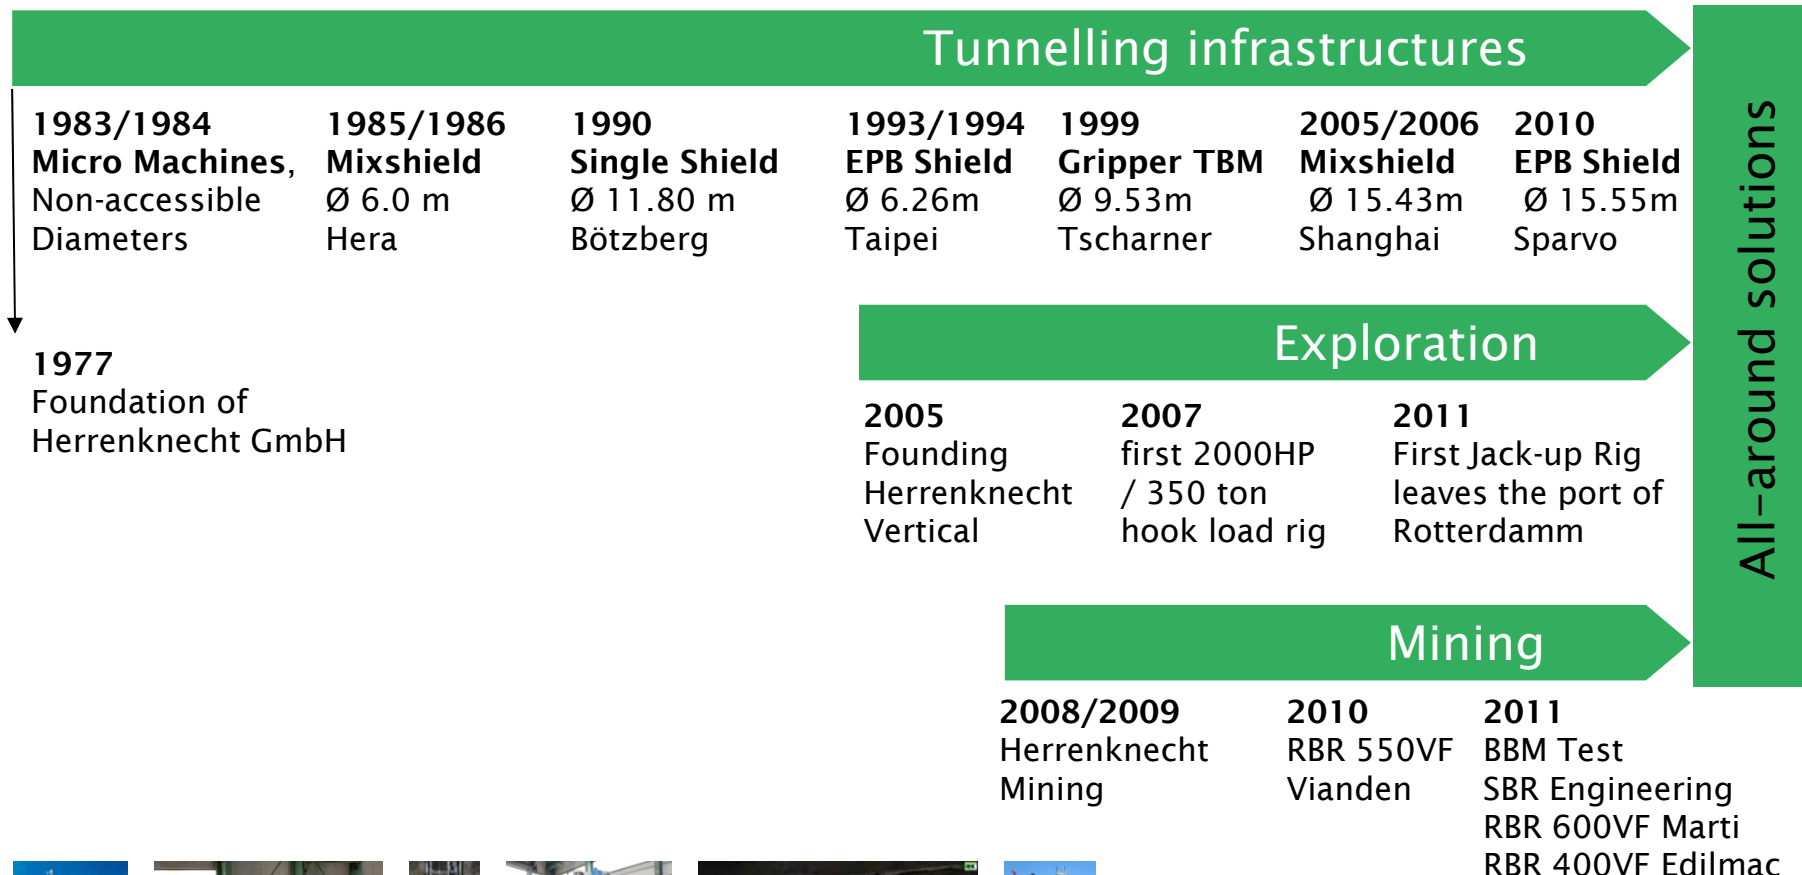 Tunnelling infrastructures
1983/1984
Micro Machines,
Non-accessible
Diameters
1985/1986
Mixshield
Ø 6.0 m
Hera
1990
Single Shield
Ø 11.80 m
Bötzberg
1993/1994
EPB Shield
Ø 6.26m
Taipei
1999
Gripper TBM
Ø 9.53m
Tscharner
2005/2006
Mixshield
Ø 15.43m
Shanghai
2010
EPB Shield
Ø 15.55m
Sparvo
1977
Foundation of
Herrenknecht GmbH
Exploration
2005
Founding
Herrenknecht
Vertical
2007
first 2000HP
/ 350 ton
hook load rig
2011
First Jack-up Rig
leaves the port of
Rotterdamm
Mining
2008/2009
Herrenknecht
Mining
2010
RBR 550VF
Vianden
2011
BBM Test
SBR Engineering
RBR 600VF Marti
RBR 400VF Edilmac
All-around solutions